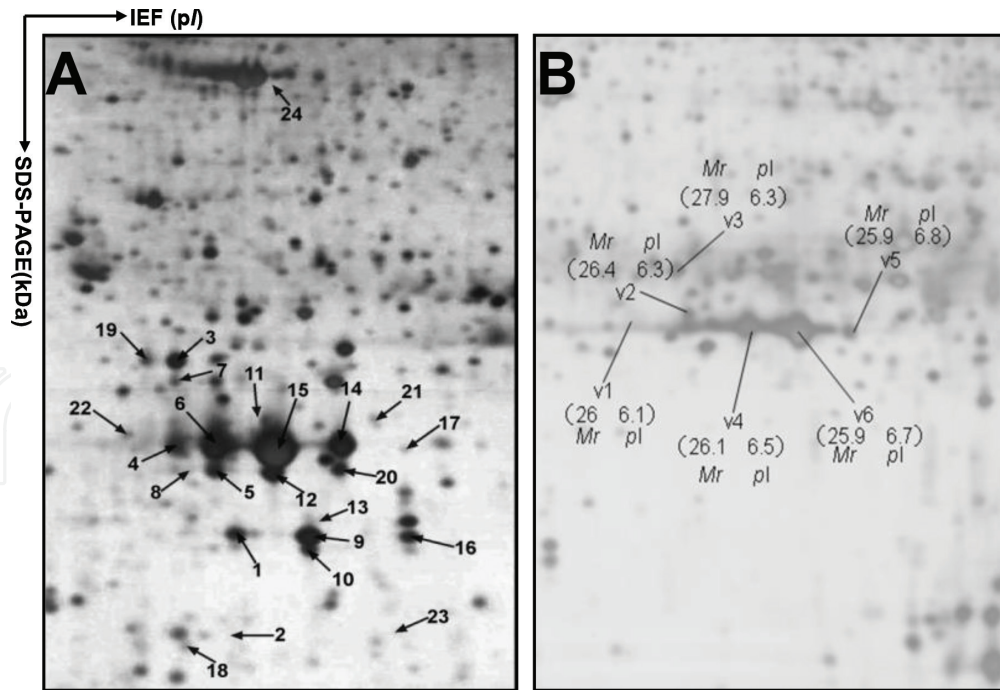 IEF (pI)
SDS-PAGE(kDa)
A
24
19
3
7
11
6
15
14
21
22
17
4
8
5
12
20
13
9
16
1
10
23
2
18
B
Mr pI
(27.9 6.3)
v3
Mr pI
(26.4 6.3)
v2
Mr pI
(25.9 6.8)
v5
v1
(26 6.1)
Mr pI
v4
(26.1 6.5)
Mr pI
v6
(25.9 6.7)
Mr pI